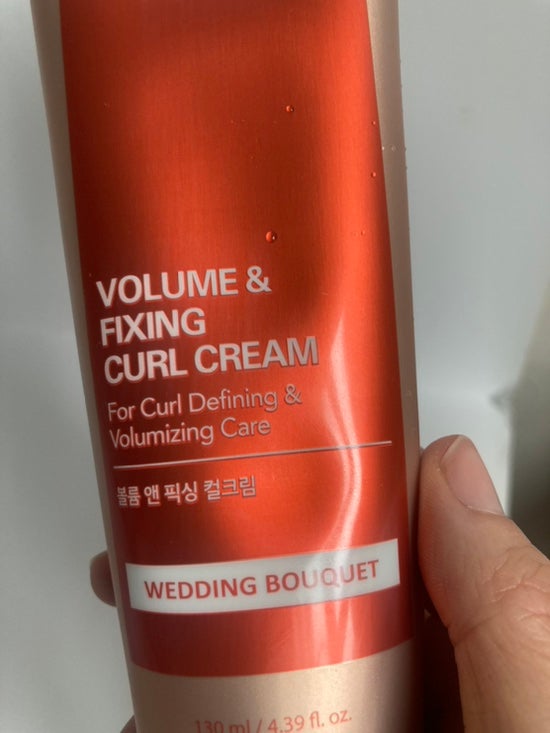 VOLUME &
FIXING
CURL CREAM
For Curl Defining &
Volumizing Care
볼륨 앤 픽싱 컬크림
WEDDING BOUQUET
130 ml / 4.39 fl. oz.